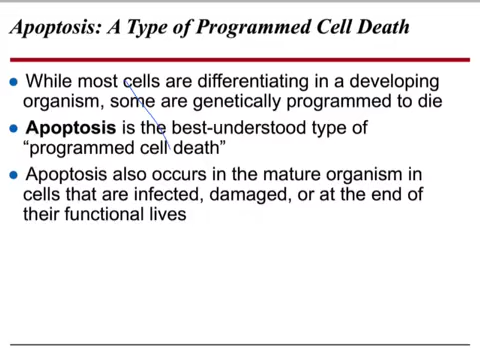 Apoptosis: A Type of Programmed Cell Death
● While most cells are differentiating in a developing
organism, some are genetically programmed to die
● Apoptosis is the best-understood type of
“programmed cell death”
● Apoptosis also occurs in the mature organism in
cells that are infected, damaged, or at the end of
their functional lives